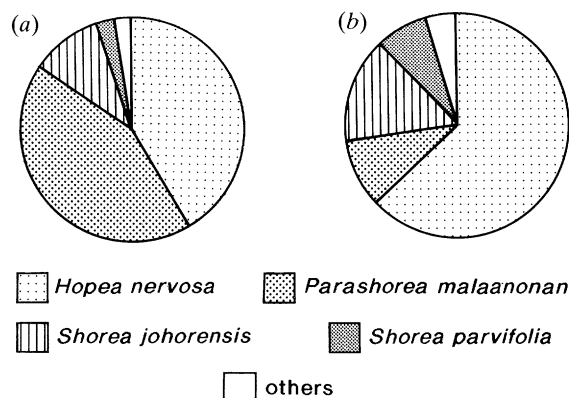 (a)
(b)
Hopea nervosa
Parashorea malaanonan
Shorea johorensis
Shorea parvifolia
others